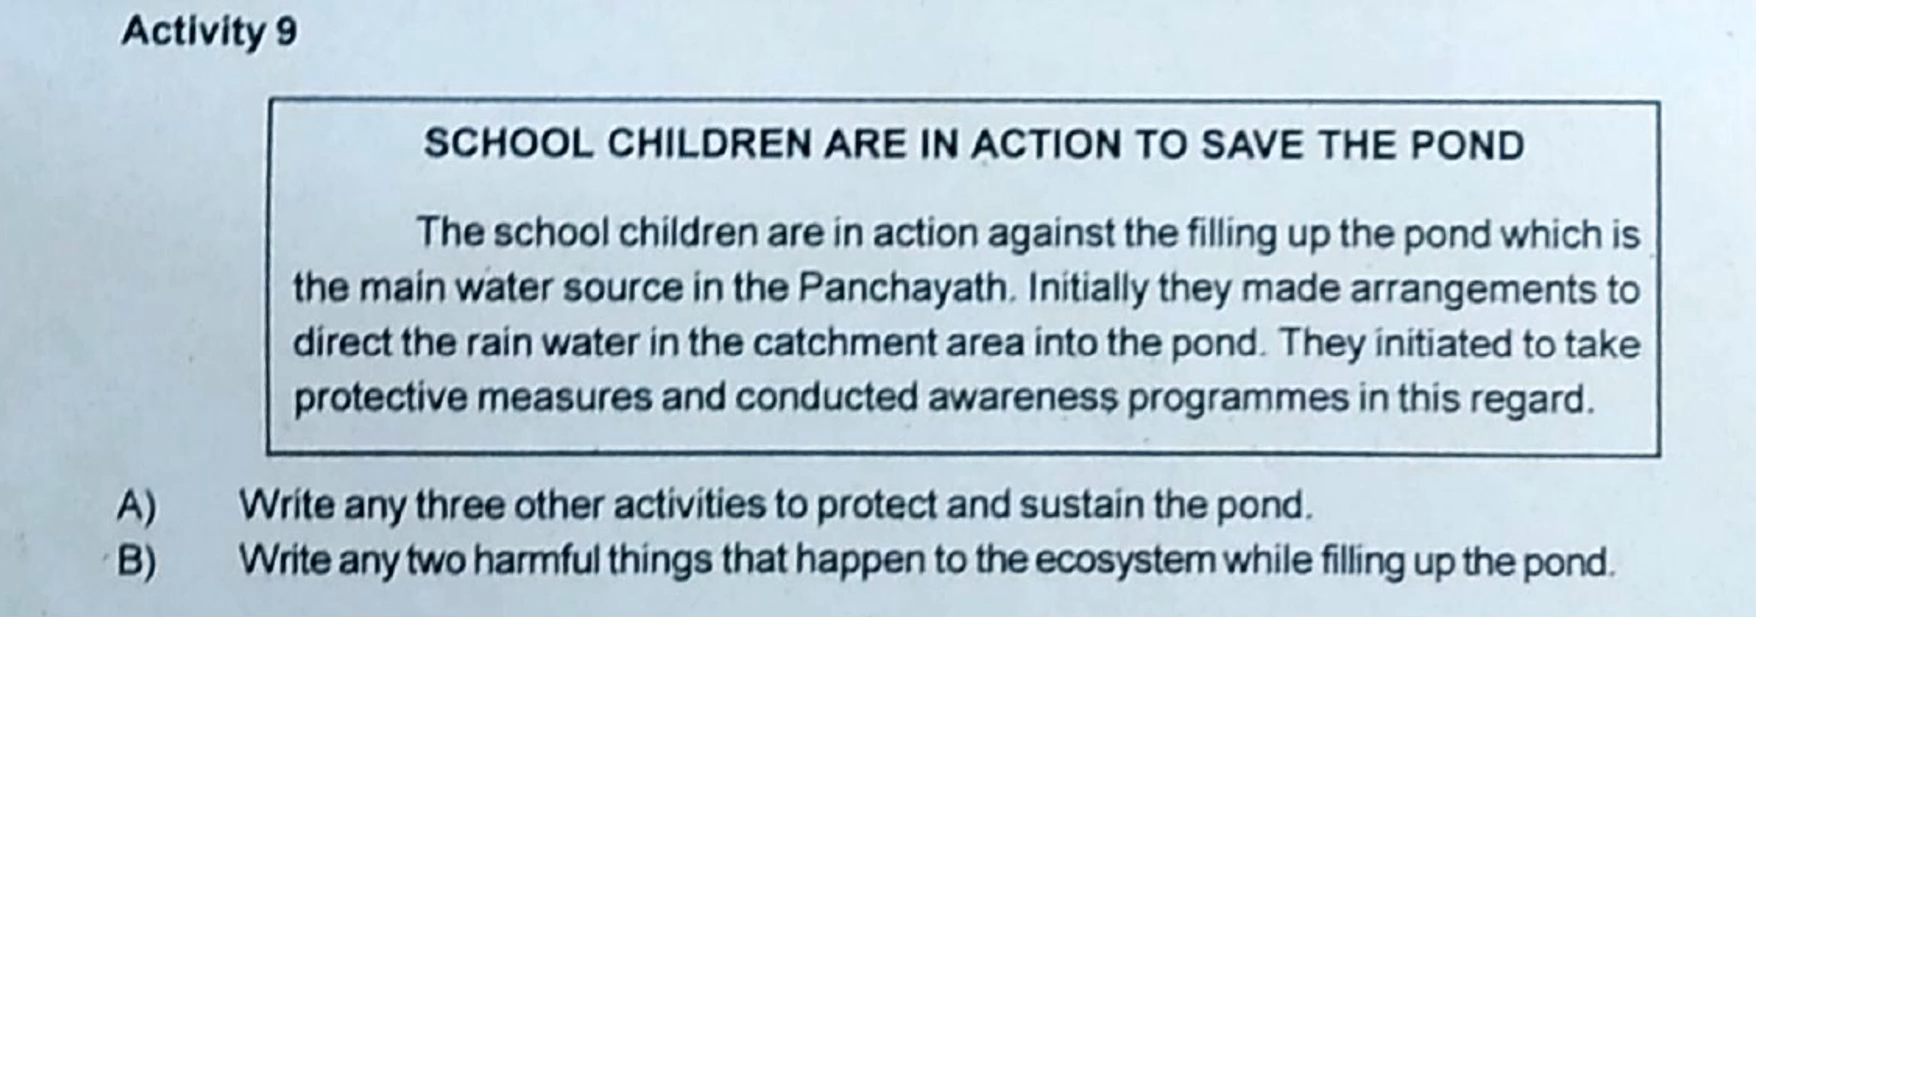 Activity 9
SCHOOL CHILDREN ARE IN ACTION TO SAVE THE POND
The school children are in action against the filling up the pond which is
the main water source in the Panchayath. Initially they made arrangements to
direct the rain water in the catchment area into the pond. They initiated to take
protective measures and conducted awareness programmes in this regard.
A) Write any three other activities to protect and sustain the pond.
B) Write any two harmful things that happen to the ecosystem while filling up the pond.